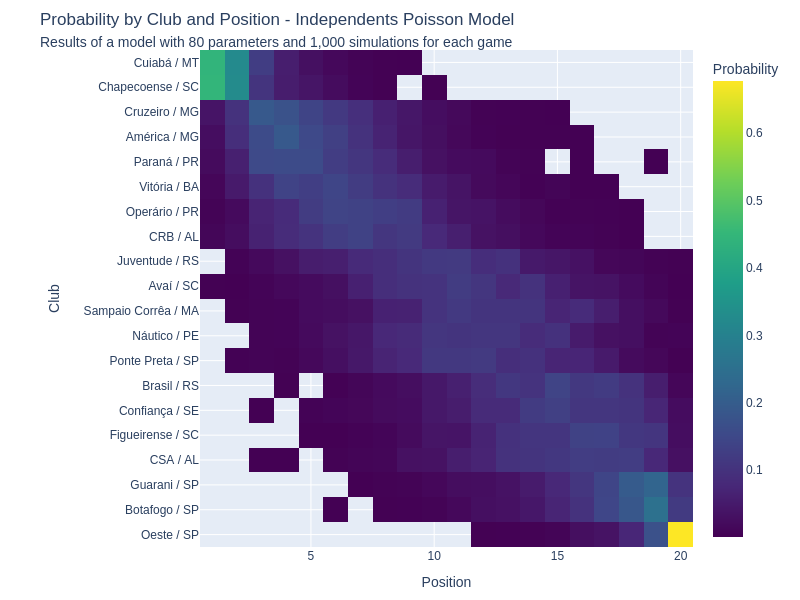 Probability by Club and Position - Independents Poisson Model
Results of a model with 80 parameters and 1,000 simulations for each game
Probability
Cuiabá / MT
Chapecoense / SC
Cruzeiro / MG
América / MG
Paraná / PR
Vitória / BA
Operário / PR
CRB / AL
Juventude / RS
Avaí / SC
Sampaio Corrêa / MA
Náutico / PE
Ponte Preta / SP
Brasil / RS
Confiança / SE
Figueirense / SC
CSA / AL
Guarani / SP
Botafogo / SP
Oeste / SP
Club
5 10 15 20
Position
0.6
0.5
0.4
0.3
0.2
0.1